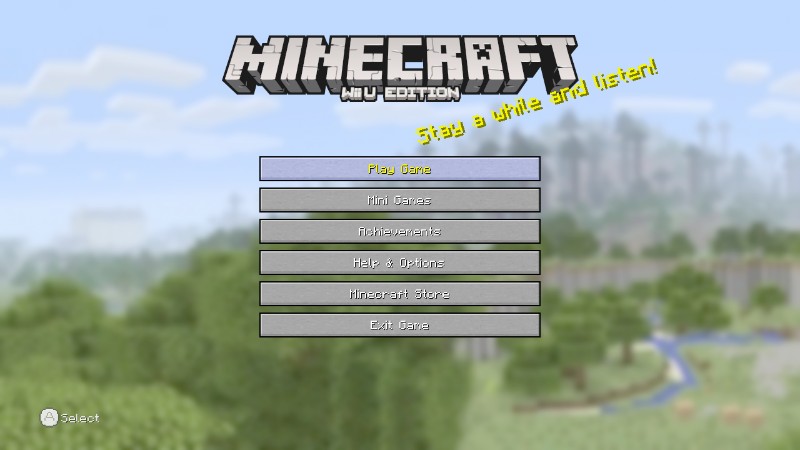 MINECRAFT
Wii U EDITION
Stay a while and listen!
Play Game
Mini Games
Achievements
Help & Options
Minecraft Store
Exit Game
A Select